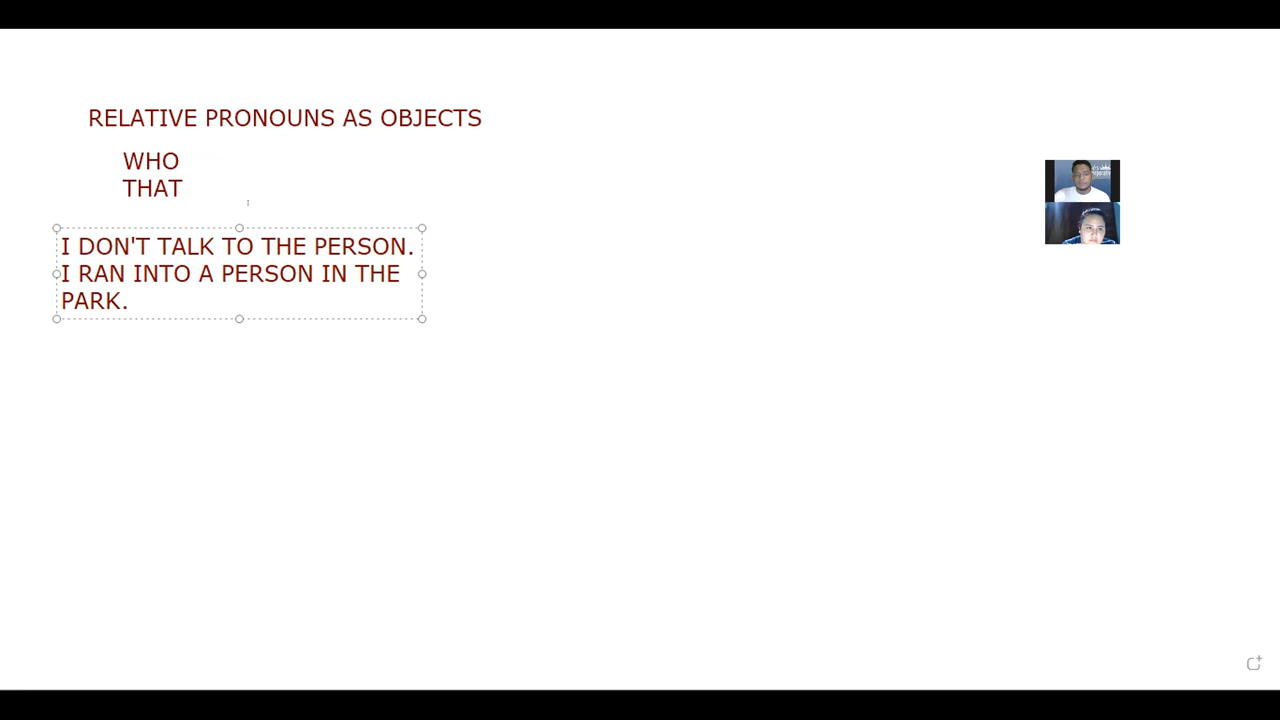 RELATIVE PRONOUNS AS OBJECTS
WHO
THAT
I DON'T TALK TO THE PERSON.
I RAN INTO A PERSON IN THE
PARK.